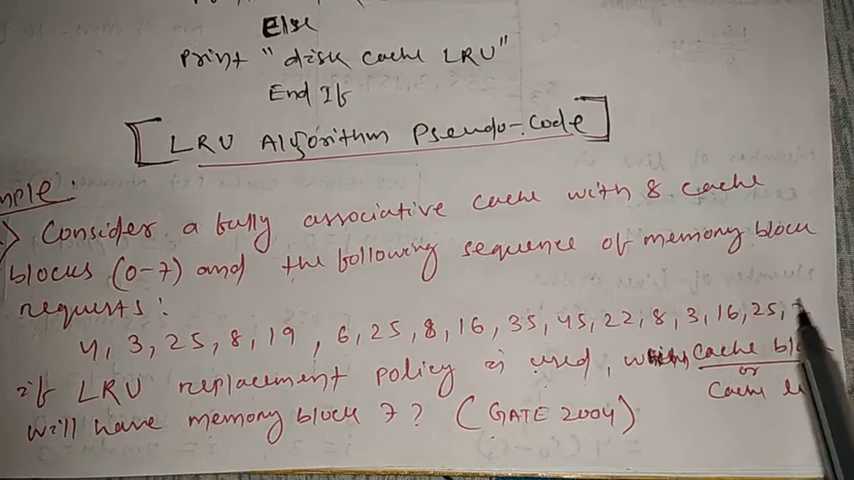 Else
Print "disk cache LRU"
End If
[LRU Algorithm Pseudo-Code]
mple:
Consider a fully associative cache with 8 cache
blocks (0-7) and the following sequence of memory block
requests:
4, 3, 25, 8, 19, 6, 25, 8, 16, 35, 45, 22, 8, 3, 16, 25,
if LRU replacement policy is used, which cache blo
or
cache li
will have memory block 7? (GATE 2004)